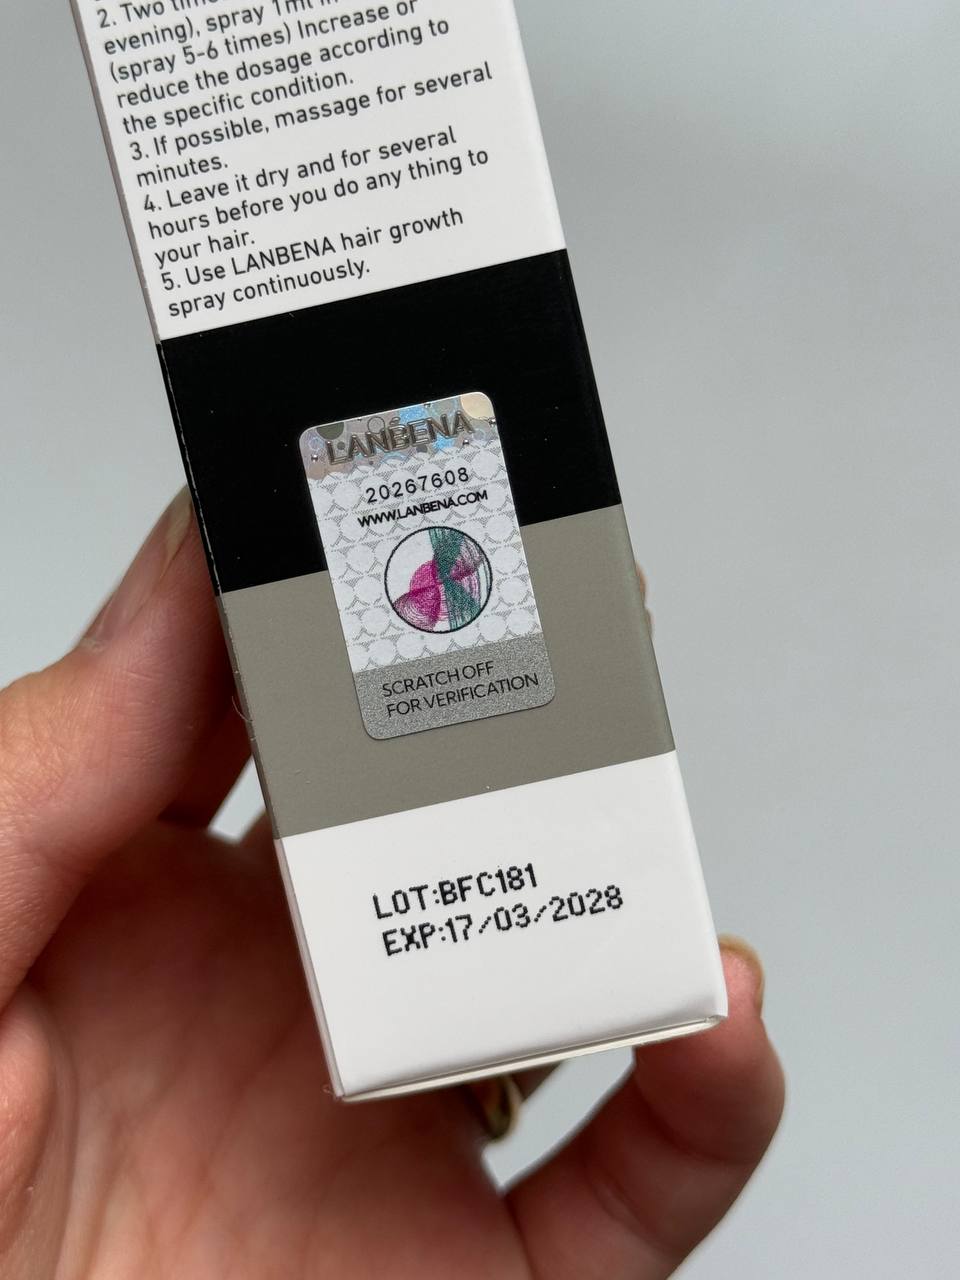 2. Two
evening), spray 1ml
(spray 5-6 times) Increase or
reduce the dosage according to
the specific condition.
3. If possible, massage for several
minutes.
4. Leave it dry and for several
hours before you do any thing to
your hair.
5. Use LANBENA hair growth
spray continuously.
LANBENA
20267608
WWW.LANBENA.COM
SCRATCH OFF
FOR VERIFICATION
LOT:BFC181
EXP:17/03/2028